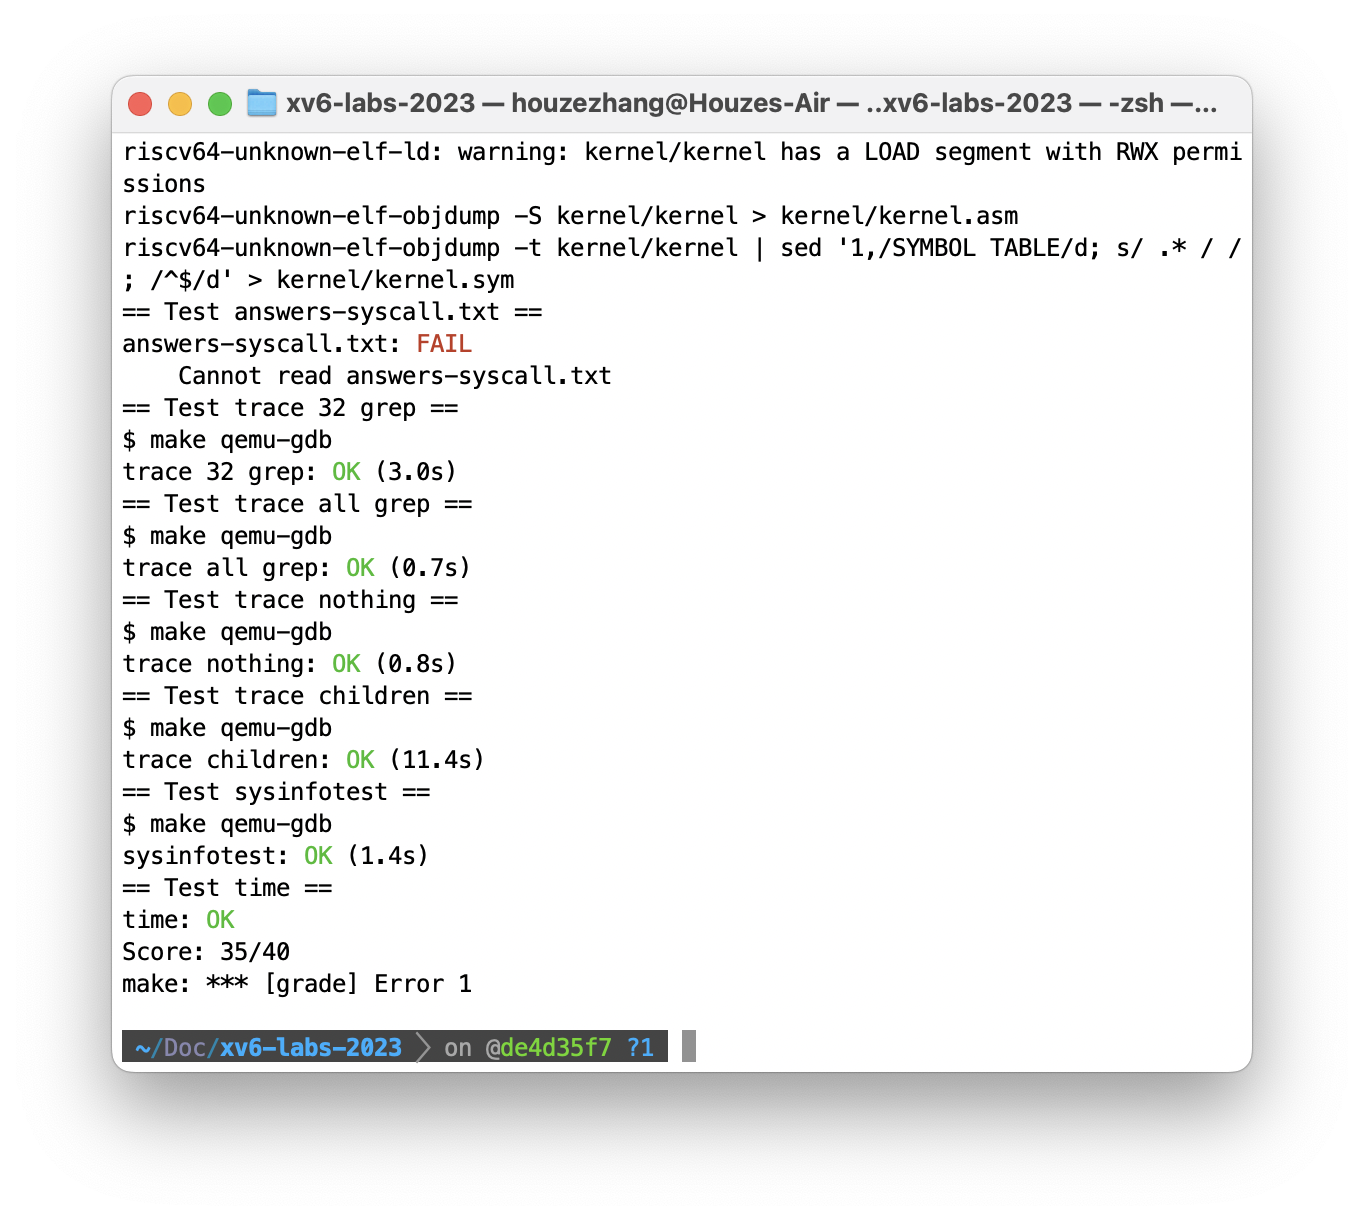 xv6-labs-2023 — houzezhang@Houzes-Air — ..xv6-labs-2023 — -zsh —...
riscv64-unknown-elf-ld: warning: kernel/kernel has a LOAD segment with RWX permi
ssions
riscv64-unknown-elf-objdump -S kernel/kernel > kernel/kernel.asm
riscv64-unknown-elf-objdump -t kernel/kernel | sed '1,/SYMBOL TABLE/d; s/ .* / /
; /^$/d' > kernel/kernel.sym
== Test answers-syscall.txt ==
answers-syscall.txt: FAIL
    Cannot read answers-syscall.txt
== Test trace 32 grep ==
$ make qemu-gdb
trace 32 grep: OK (3.0s)
== Test trace all grep ==
$ make qemu-gdb
trace all grep: OK (0.7s)
== Test trace nothing ==
$ make qemu-gdb
trace nothing: OK (0.8s)
== Test trace children ==
$ make qemu-gdb
trace children: OK (11.4s)
== Test sysinfotest ==
$ make qemu-gdb
sysinfotest: OK (1.4s)
== Test time ==
time: OK
Score: 35/40
make: *** [grade] Error 1
~/Doc/xv6-labs-2023 on @de4d35f7 ?1